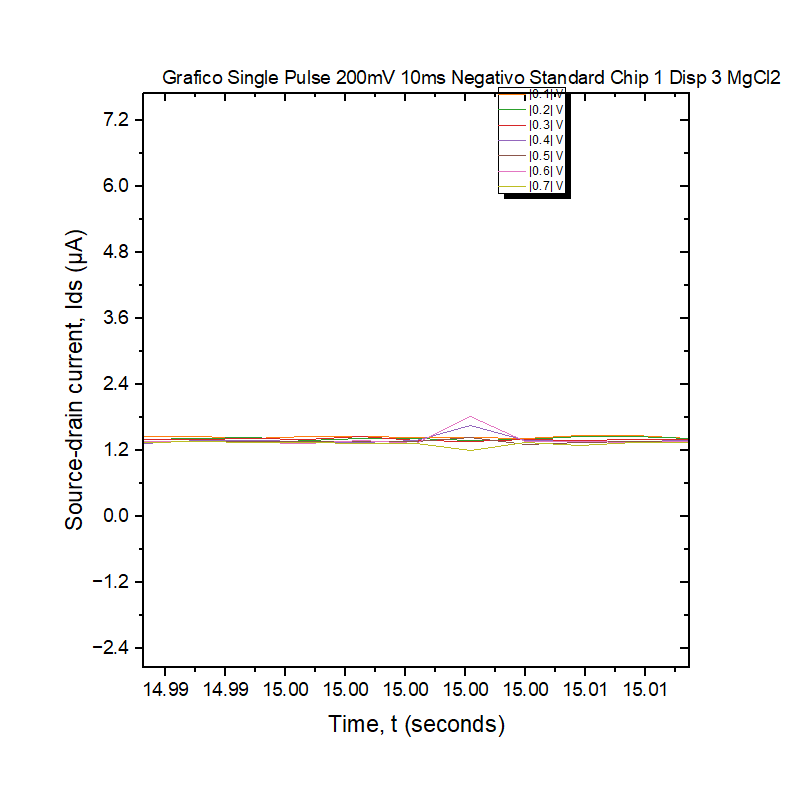 Grafico Single Pulse 200mV 10ms Negativo Standard Chip 1 Disp 3 MgCl2
|0.1| V
|0.2| V
|0.3| V
|0.4| V
|0.5| V
|0.6| V
|0.7| V
7.2
6.0
4.8
3.6
2.4
1.2
0.0
−1.2
−2.4
Source-drain current, Ids (µA)
14.99 14.99 15.00 15.00 15.00 15.00 15.00 15.01 15.01
Time, t (seconds)